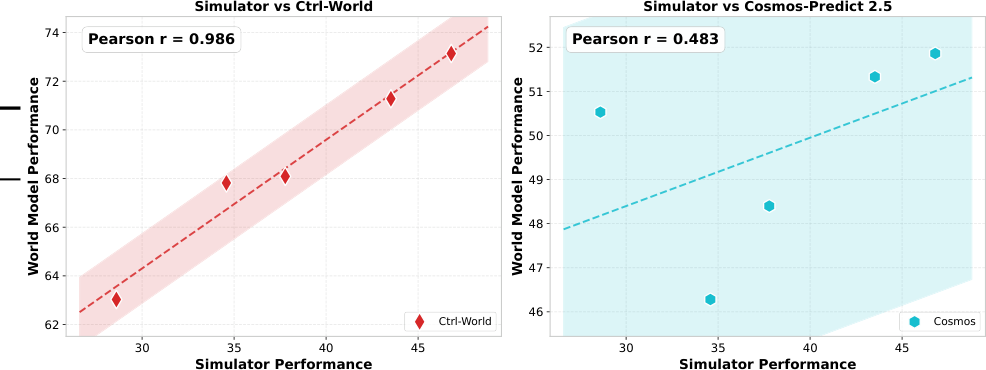 Simulator vs Ctrl-World
Pearson r = 0.986
World Model Performance
74
72
70
68
66
64
62
30
35
40
45
Simulator Performance
Ctrl-World
Simulator vs Cosmos-Predict 2.5
Pearson r = 0.483
World Model Performance
52
51
50
49
48
47
46
30
35
40
45
Simulator Performance
Cosmos